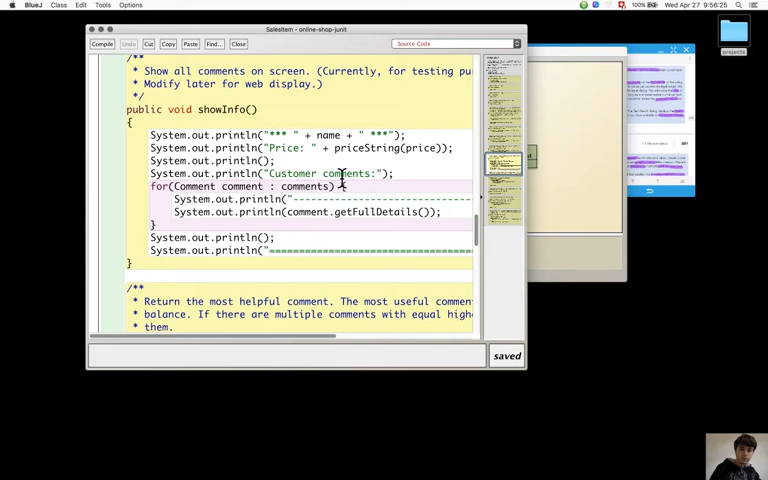 BlueJ Class Edit Tools Options
100% Wed Apr 27 9:56:25
SalesItem - online-shop-junit
Compile Undo Cut Copy Paste Find... Close
Source Code
projects
/**
* Show all comments on screen. (Currently, for testing pu
* Modify later for web display.)
*/
public void showInfo()
{
System.out.println("*** " + name + " ***");
System.out.println("Price: " + priceString(price));
System.out.println();
System.out.println("Customer comments:");
for(Comment comment : comments) {
System.out.println("-----------------------------------
System.out.println(comment.getFullDetails());
}
System.out.println();
System.out.println("=======================================
}
/**
* Return the most helpful comment. The most useful commen
* balance. If there are multiple comments with equal highe
* them.
saved